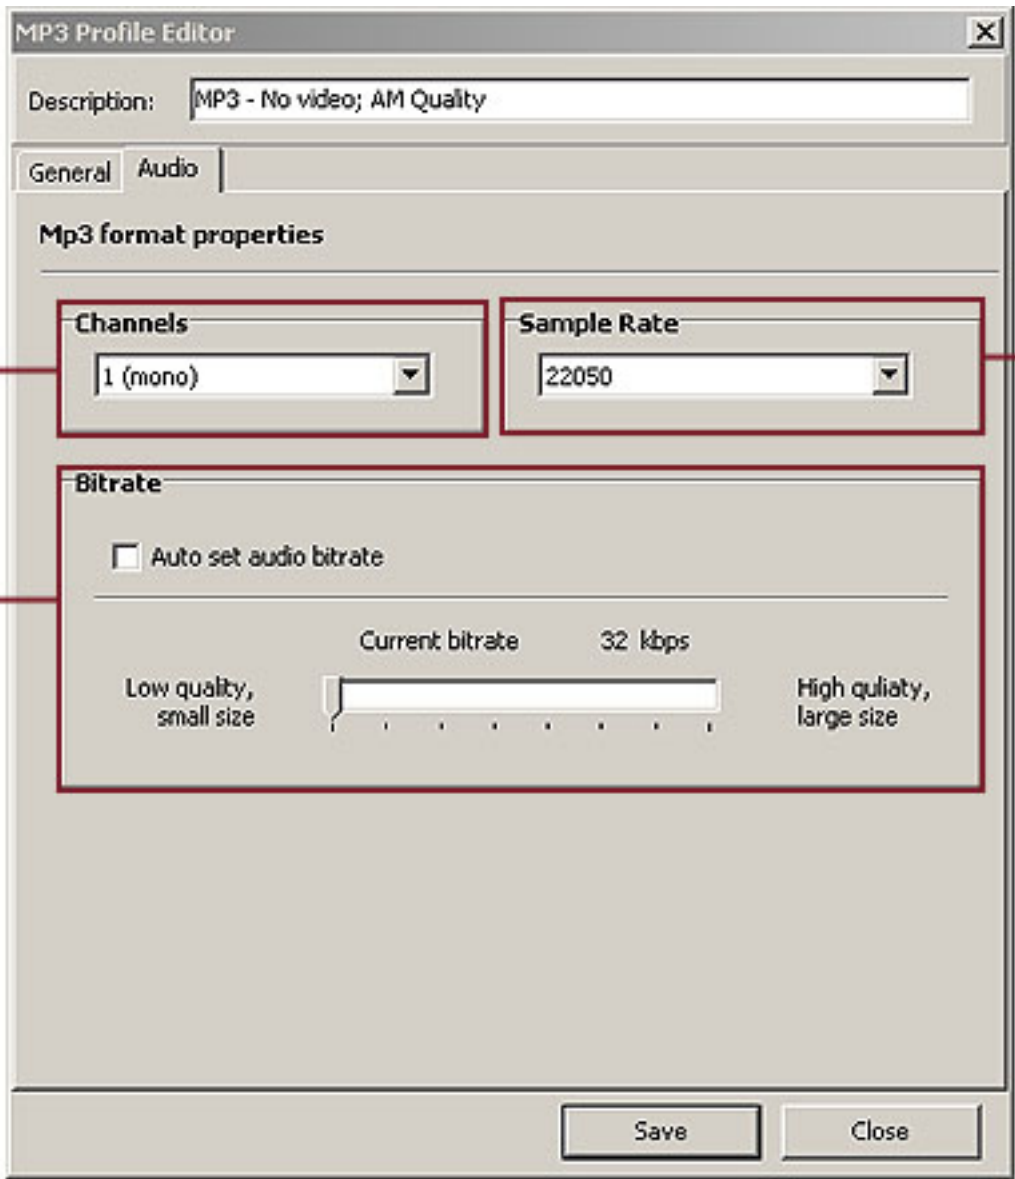 MP3 Profile Editor
Description: MP3 - No video; AM Quality
General Audio
Mp3 format properties
Channels
1 (mono)
Sample Rate
22050
Bitrate
Auto set audio bitrate
Current bitrate 32 kbps
Low quality,
small size
High quliaty,
large size
Save Close